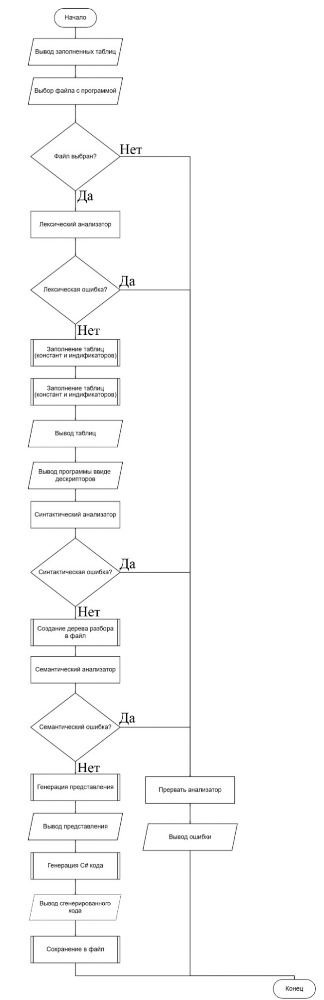 Начало
Вывод заполненных таблиц
Выбор файла с программой
Нет
Файл выбран?
Да
Лексический анализатор
Да
Лексическая ошибка?
Нет
Заполнение таблиц
(констант и индификаторов)
Заполнение таблиц
(констант и индификаторов)
Вывод таблиц
Вывод программы ввиде
дескрипторов
Синтактический анализатор
Да
Синтактическая ошибка?
Нет
Создание дерева разбора
в файл
Семантический анализатор
Да
Семантический ошибка?
Нет
Генерация представления
Прервать анализатор
Вывод представления
Вывод ошибки
Генерация C# кода
Вывод сгенерированного
кода
Сохранение в файл
Конец